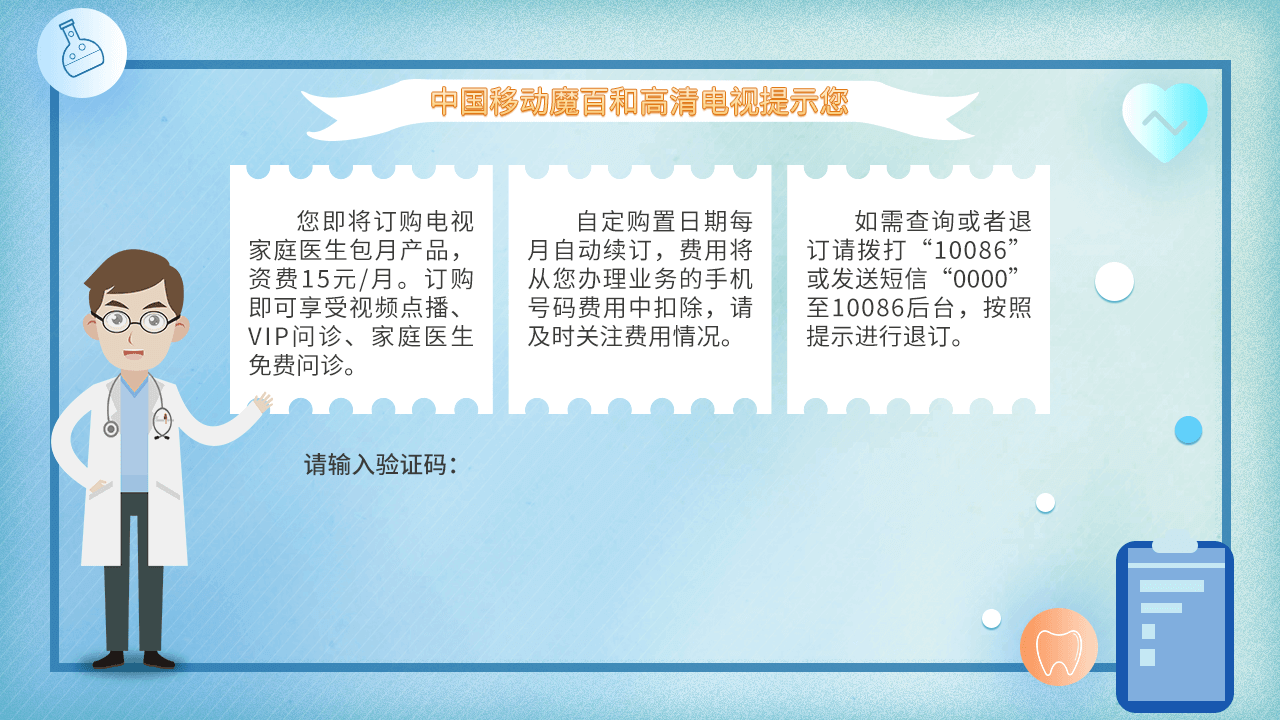 中国移动魔百和高清电视提示您
您即将订购电视
家庭医生包月产品，
资费15元/月。订购
即可享受视频点播、
VIP问诊、家庭医生
免费问诊。
自定购置日期每
月自动续订，费用将
从您办理业务的手机
号码费用中扣除，请
及时关注费用情况。
如需查询或者退
订请拨打“10086”
或发送短信“0000”
至10086后台，按照
提示进行退订。
请输入验证码：